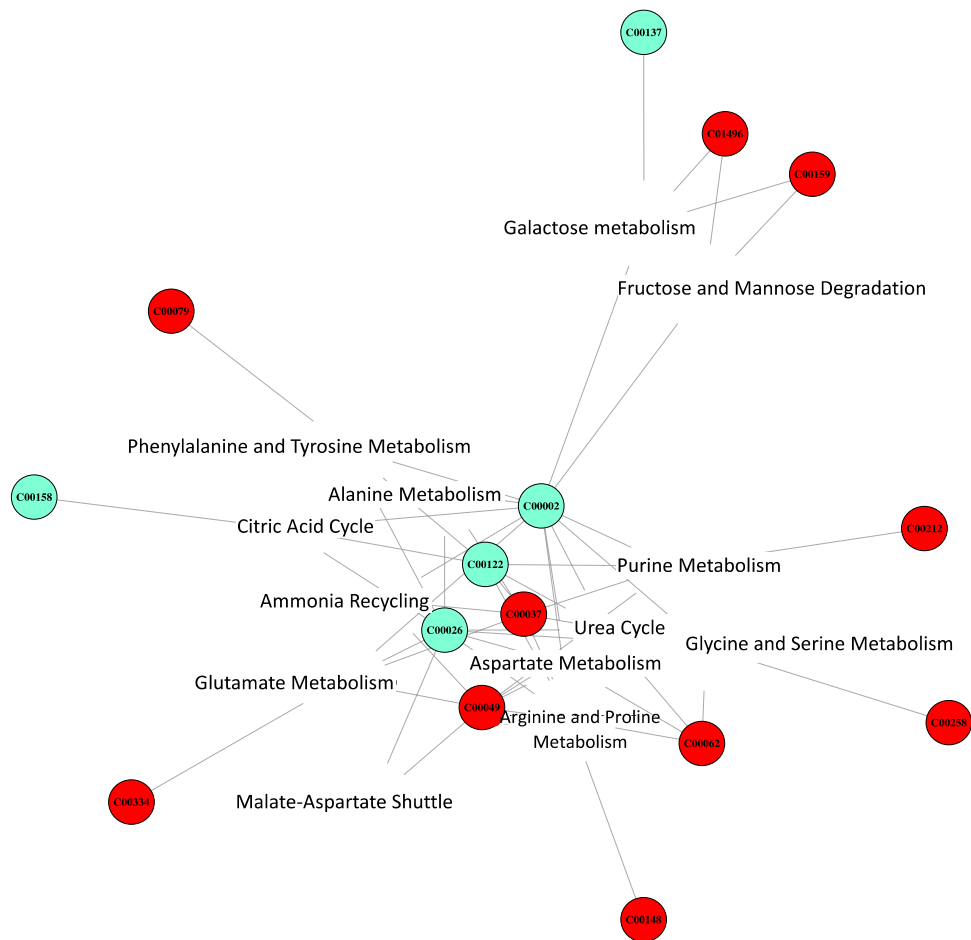 C00137
C01496
C00159
Galactose metabolism
Fructose and Mannose Degradation
C00079
Phenylalanine and Tyrosine Metabolism
Alanine Metabolism
C00158
C00002
Citric Acid Cycle
C00212
C00122
Purine Metabolism
Ammonia Recycling
C00037
C00026
Urea Cycle
Glycine and Serine Metabolism
Aspartate Metabolism
Glutamate Metabolism
C00049
Arginine and Proline
Metabolism
C00062
C00258
C00334
Malate-Aspartate Shuttle
C00148